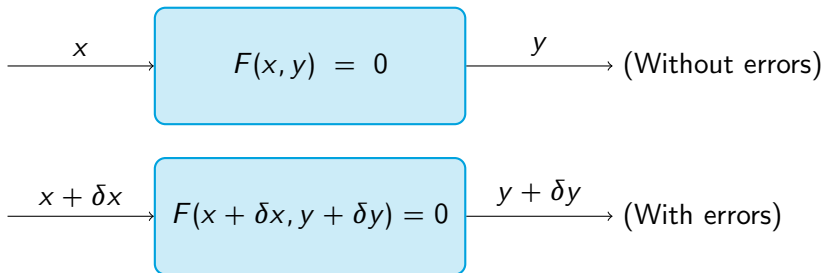 x F(x, y) = 0 y (Without errors)
x + δx F(x + δx, y + δy) = 0 y + δy (With errors)